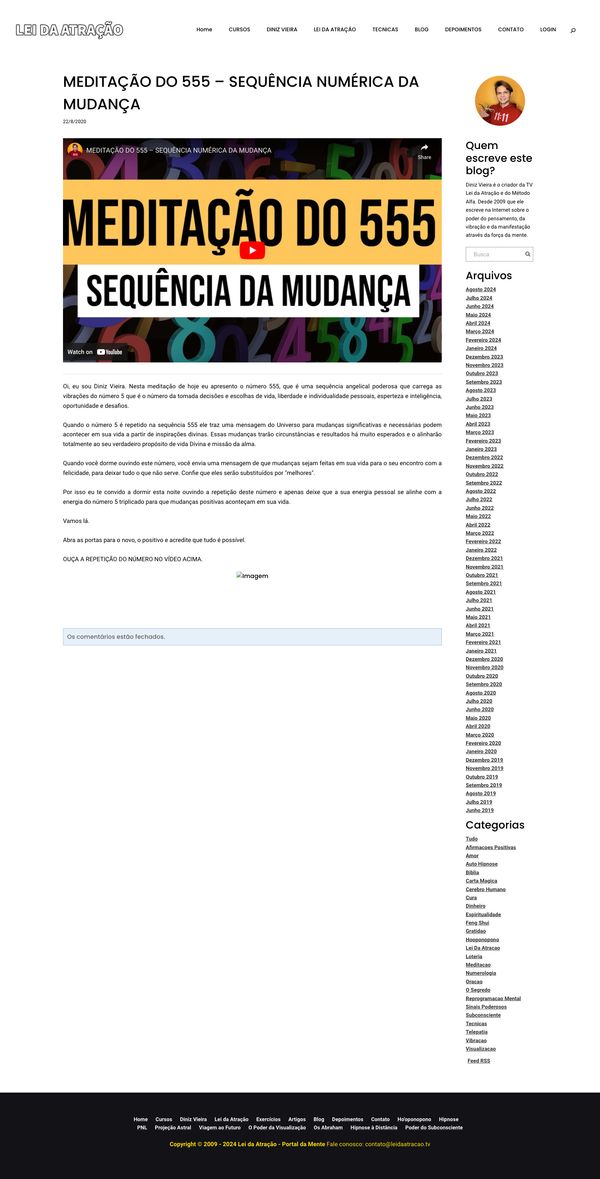 LEI DA ATRAÇÃO
Home CURSOS DINIZ VIEIRA LEI DA ATRAÇÃO TECNICAS BLOG DEPOIMENTOS CONTATO LOGIN
MEDITAÇÃO DO 555 – SEQUÊNCIA NUMÉRICA DA
MUDANÇA
22/8/2020
MEDITAÇÃO DO 555 – SEQUÊNCIA NUMÉRICA DA MUDANÇA
Share
MEDITAÇÃO DO 555
SEQUÊNCIA DA MUDANÇA
Watch on YouTube
Oi, eu sou Diniz Vieira. Nesta meditação de hoje eu apresento o número 555, que é uma sequência angelical poderosa que carrega as
vibrações do número 5 que é o número da tomada decisões e escolhas de vida, liberdade e individualidade pessoais, esperteza e inteligência,
oportunidade e desafios.
Quando o número 5 é repetido na sequência 555 ele traz uma mensagem do Universo para mudanças significativas e necessárias podem
acontecer em sua vida a partir de inspirações divinas. Essas mudanças trarão circunstâncias e resultados há muito esperados e o alinharão
totalmente ao seu verdadeiro propósito de vida Divina e missão da alma.
Quando você dorme ouvindo este número, você envia uma mensagem de que mudanças sejam feitas em sua vida para o seu encontro com a
felicidade, para deixar tudo o que não serve. Confie que eles serão substituídos por "melhores".
Por isso eu te convido a dormir esta noite ouvindo a repetição deste número e apenas deixe a sua energia pessoal se alinhe com a
energia do número 5 triplicado para que mudanças positivas aconteçam em sua vida.
Vamos lá.
Abra as portas para o novo, o positivo e acredite que tudo é possível.
OUÇA A REPETIÇÃO DO NÚMERO NO VÍDEO ACIMA.
Imagem
Os comentários estão fechados.
11:11
Quem
escreve este
blog?
Diniz Vieira é o criador da TV
Lei da Atração e do Método
Alfa. Desde 2009 que ele
escreve na Internet sobre o
poder do pensamento, da
vibração e da manifestação
através da força da mente.
Busca
Arquivos
Agosto 2024
Julho 2024
Junho 2024
Maio 2024
Abril 2024
Março 2024
Fevereiro 2024
Janeiro 2024
Dezembro 2023
Novembro 2023
Outubro 2023
Setembro 2023
Agosto 2023
Julho 2023
Junho 2023
Maio 2023
Abril 2023
Março 2023
Fevereiro 2023
Janeiro 2023
Dezembro 2022
Novembro 2022
Outubro 2022
Setembro 2022
Agosto 2022
Julho 2022
Junho 2022
Maio 2022
Abril 2022
Março 2022
Fevereiro 2022
Janeiro 2022
Dezembro 2021
Novembro 2021
Outubro 2021
Setembro 2021
Agosto 2021
Julho 2021
Junho 2021
Maio 2021
Abril 2021
Março 2021
Fevereiro 2021
Janeiro 2021
Dezembro 2020
Novembro 2020
Outubro 2020
Setembro 2020
Agosto 2020
Julho 2020
Junho 2020
Maio 2020
Abril 2020
Março 2020
Fevereiro 2020
Janeiro 2020
Dezembro 2019
Novembro 2019
Outubro 2019
Setembro 2019
Agosto 2019
Julho 2019
Junho 2019
Categorias
Tudo
Afirmacoes Positivas
Amor
Auto Hipnose
Biblia
Carta Magica
Cerebro Humano
Cura
Dinheiro
Espiritualidade
Feng Shui
Gratidao
Hooponopono
Lei Da Atracao
Loteria
Meditacao
Numerologia
Oracao
O Segredo
Reprogramacao Mental
Sinais Poderosos
Subconsciente
Tecnicas
Telepatia
Vibracao
Visualizacao
Feed RSS
Home Cursos Diniz Vieira Lei da Atração Exercícios Artigos Blog Depoimentos Contato Ho'oponopono Hipnose
PNL Projeção Astral Viagem ao Futuro O Poder da Visualização Os Abraham Hipnose à Distância Poder do Subconsciente
Copyright © 2009 - 2024 Lei da Atração - Portal da Mente Fale conosco: contato@leidaatracao.tv